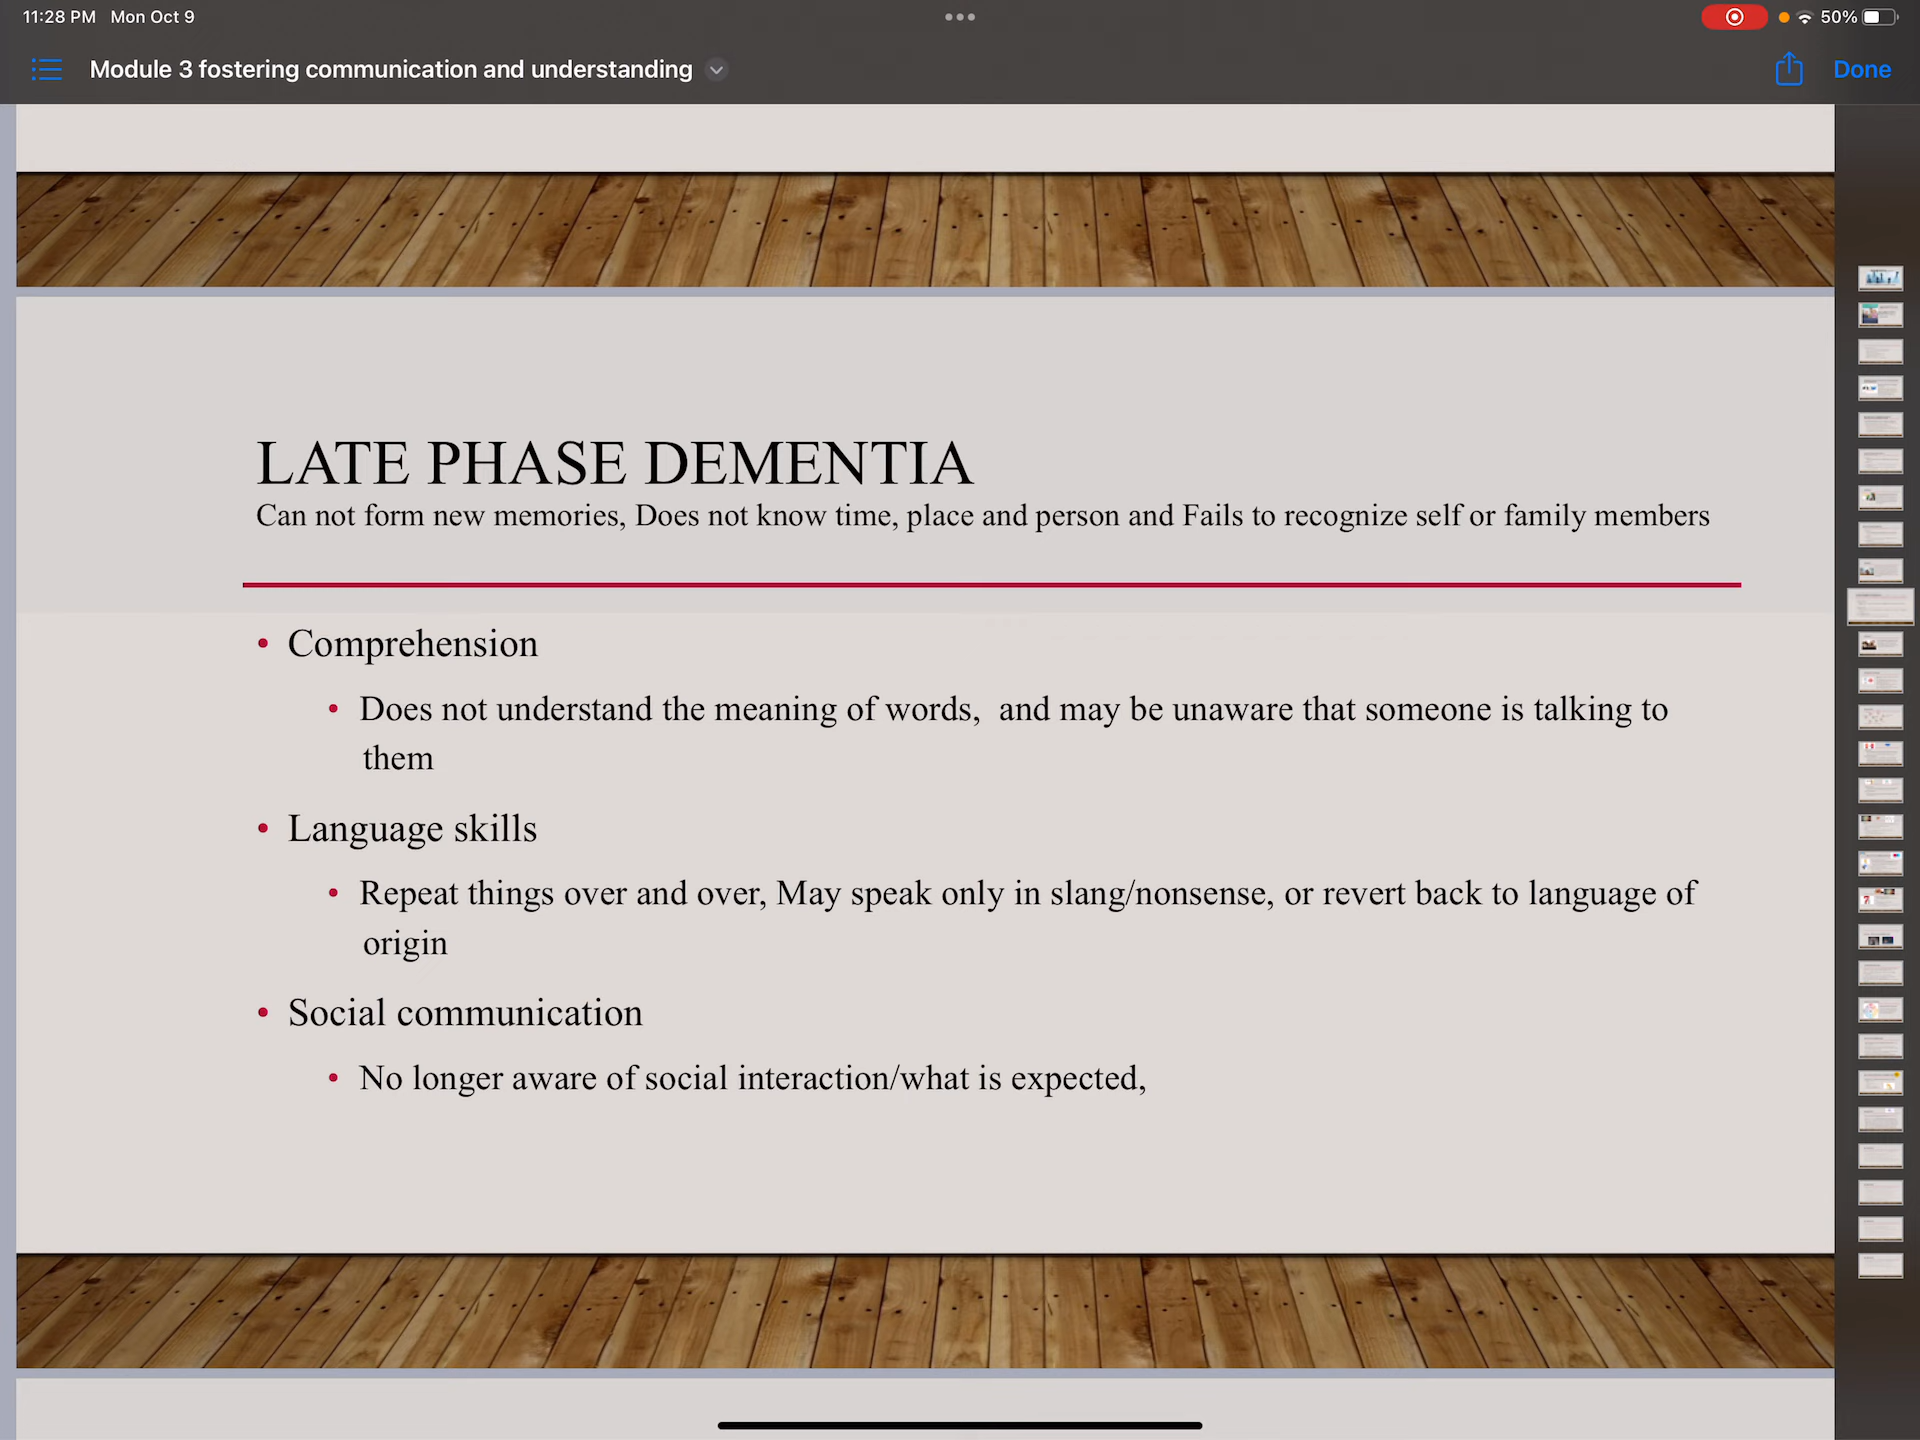 11:28 PM Mon Oct 9
50%
Module 3 fostering communication and understanding
Done
LATE PHASE DEMENTIA
Can not form new memories, Does not know time, place and person and Fails to recognize self or family members
• Comprehension
• Does not understand the meaning of words,  and may be unaware that someone is talking to
them
• Language skills
• Repeat things over and over, May speak only in slang/nonsense, or revert back to language of
origin
• Social communication
• No longer aware of social interaction/what is expected,